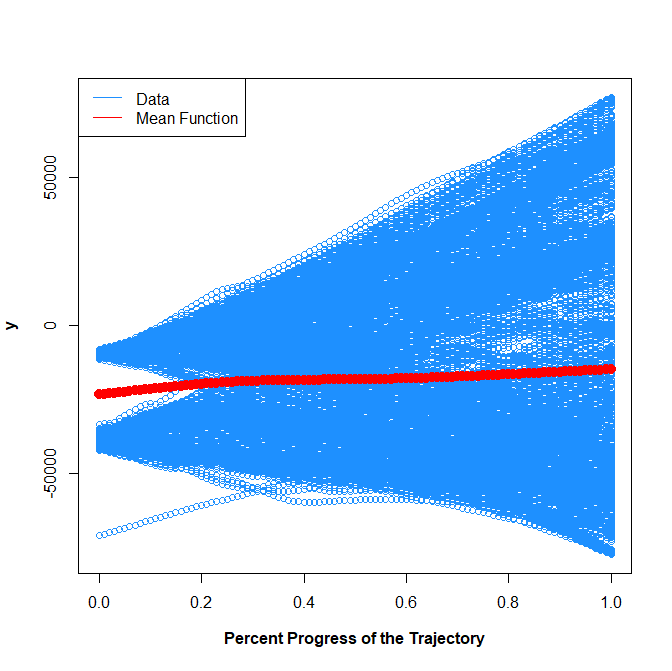 Data
Mean Function
50000
0
-50000
y
0.0 0.2 0.4 0.6 0.8 1.0
Percent Progress of the Trajectory